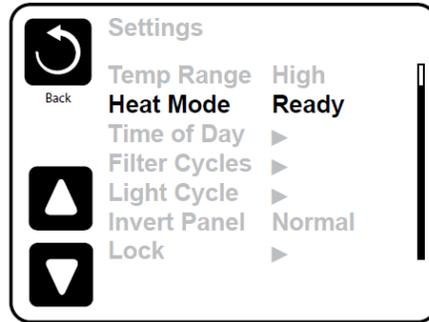 Settings
Back
Temp Range High
Heat Mode Ready
Time of Day
Filter Cycles
Light Cycle
Invert Panel Normal
Lock